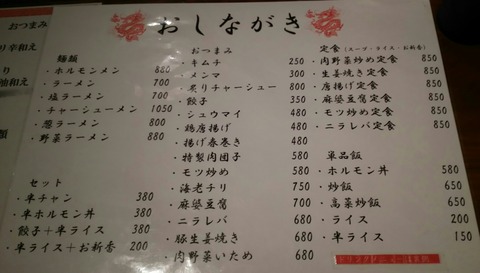 おしながき
おつまみ
麺類
・ホルモンメン 880
・ラーメン 700
・塩ラーメン 700
・チャーシューメン 1050
・葱ラーメン 880
・野菜ラーメン 880
セット
・半チャン 380
・半ホルモン丼 380
・餃子＋半ライス 380
・半ライス＋お新香 200
おつまみ
・キムチ 250
・メンマ 300
・炙りチャーシュー 800
・餃子 350
・シュウマイ 480
・鶏唐揚げ 480
・揚げ春巻き 480
・特製肉団子 580
・モツ炒め 580
・海老チリ 750
・麻婆豆腐 700
・ニラレバ 680
・豚生姜焼き 680
・肉野菜いため 680
定食 (スープ・ライス・お新香)
・肉野菜炒め定食 850
・生姜焼き定食 850
・唐揚げ定食 850
・麻婆豆腐定食 850
・モツ炒め定食 850
・ニラレバ定食 850
単品飯
・ホルモン丼 580
・炒飯 650
・高菜炒飯 650
・ライス 200
・半ライス 150